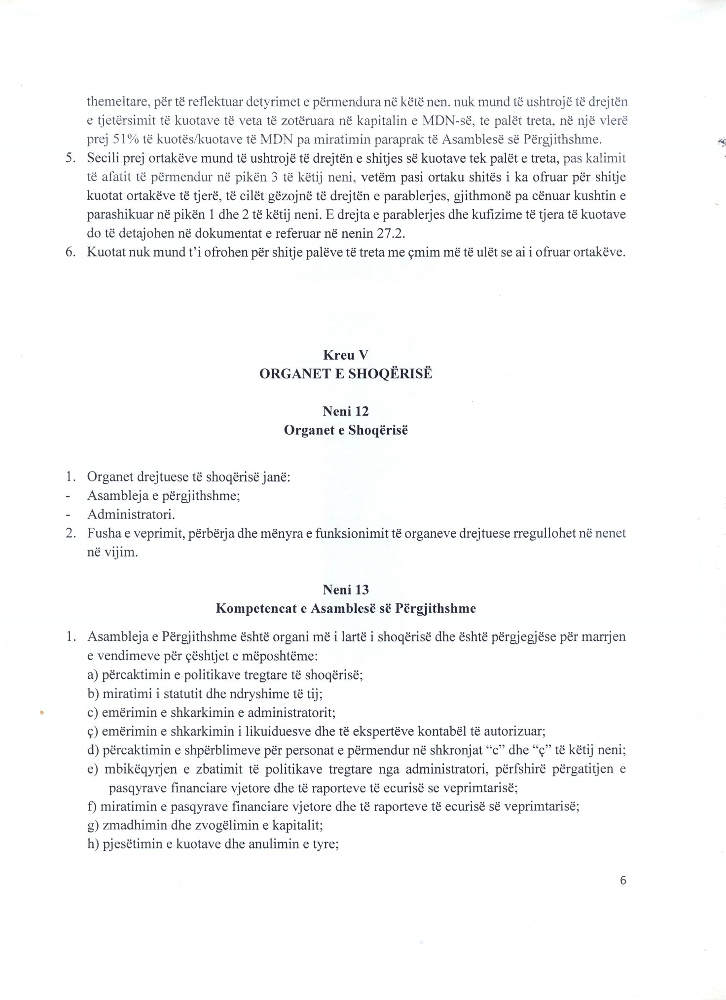 themeltare, për të reflektuar detyrimet e përmendura në këtë nen. nuk mund të ushtrojë të drejtën
e tjetërsimit të kuotave të veta të zotëruara në kapitalin e MDN-së, te palët treta, në një vlerë
prej 51% të kuotës/kuotave të MDN pa miratimin paraprak të Asamblesë së Përgjithshme.
5. Secili prej ortakëve mund të ushtrojë të drejtën e shitjes së kuotave tek palët e treta, pas kalimit
të afatit të përmendur në pikën 3 të këtij neni, vetëm pasi ortaku shitës i ka ofruar për shitje
kuotat ortakëve të tjerë, të cilët gëzojnë të drejtën e parablerjes, gjithmonë pa cënuar kushtin e
parashikuar në pikën 1 dhe 2 të këtij neni. E drejta e parablerjes dhe kufizime të tjera të kuotave
do të detajohen në dokumentat e referuar në nenin 27.2.
6. Kuotat nuk mund t’i ofrohen për shitje palëve të treta me çmim më të ulët se ai i ofruar ortakëve.
Kreu V
ORGANET E SHOQËRISË
Neni 12
Organet e Shoqërisë
1. Organet drejtuese të shoqërisë janë:
- Asambleja e përgjithshme;
- Administratori.
2. Fusha e veprimit, përbërja dhe mënyra e funksionimit të organeve drejtuese rregullohet në nenet
në vijim.
Neni 13
Kompetencat e Asamblesë së Përgjithshme
1. Asambleja e Përgjithshme është organi më i lartë i shoqërisë dhe është përgjegjëse për marrjen
e vendimeve për çështjet e mëposhtëme:
a) përcaktimin e politikave tregtare të shoqërisë;
b) miratimi i statutit dhe ndryshime të tij;
c) emërimin e shkarkimin e administratorit;
ç) emërimin e shkarkimin i likuiduesve dhe të ekspertëve kontabël të autorizuar;
d) përcaktimin e shpërblimeve për personat e përmendur në shkronjat “c” dhe “ç” të këtij neni;
e) mbikëqyrjen e zbatimit të politikave tregtare nga administratori, përfshirë përgatitjen e
pasqyrave financiare vjetore dhe të raporteve të ecurisë se veprimtarisë;
f) miratimin e pasqyrave financiare vjetore dhe të raporteve të ecurisë së veprimtarisë;
g) zmadhimin dhe zvogëlimin e kapitalit;
h) pjesëtimin e kuotave dhe anulimin e tyre;
6